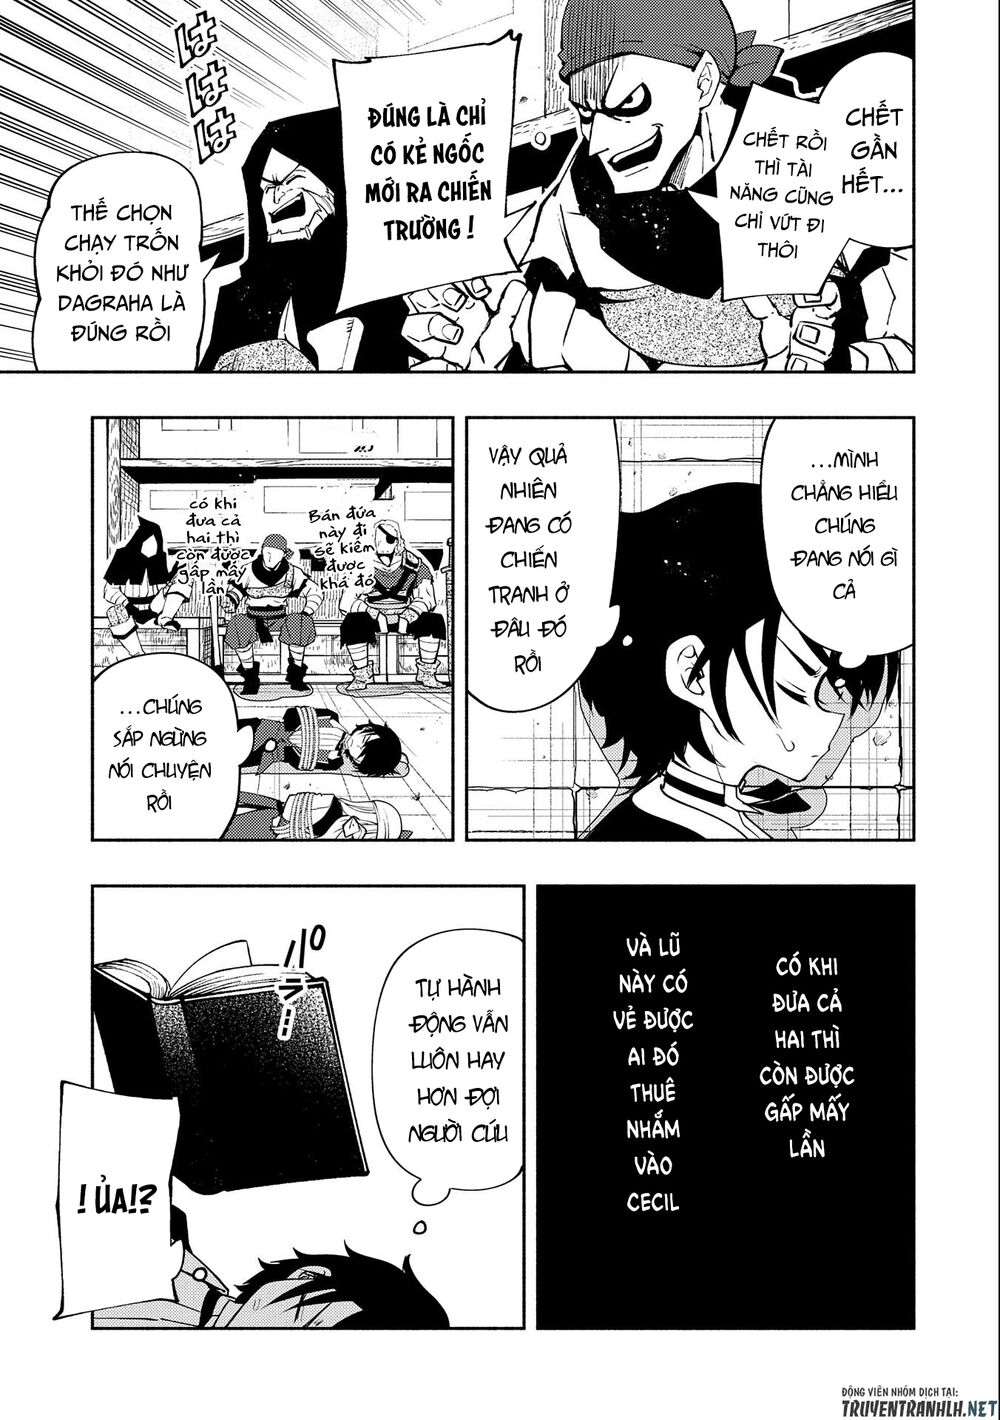 CHẾT
GẦN
HẾT...
CHẾT RỒI
THÌ TÀI
NĂNG CŨNG
CHỈ VỨT ĐI
THÔI
ĐÚNG LÀ CHỈ
CÓ KẺ NGỐC
MỚI RA CHIẾN
TRƯỜNG !
はははははは
THẾ CHỌN
CHẠY TRỐN
KHỎI ĐÓ NHƯ
DAGRAHA LÀ
ĐÚNG RỒI
...MÌNH
CHẲNG HIỂU
CHÚNG
ĐANG NÓI GÌ
CẢ
VẬY QUẢ
NHIÊN
ĐANG CÓ
CHIẾN
TRANH Ở
ĐÂU ĐÓ
RỒI
Bán đứa
này đi
sẽ kiếm
được
khá đó
có khi
đưa cả
hai thì
còn được
gấp mấy
lần
...CHÚNG
SẮP NGỪNG
NÓI CHUYỆN
RỒI
CÓ KHI
ĐƯA CẢ
HAI THÌ
CÒN ĐƯỢC
GẤP MẤY
LẦN
VÀ LŨ
NÀY CÓ
VẺ ĐƯỢC
AI ĐÓ
THUÊ
NHẮM
VÀO
CECIL
TỰ HÀNH
ĐỘNG VẪN
LUÔN HAY
HƠN ĐỢI
NGƯỜI CỨU
! ỦA!?
ĐỘNG VIÊN NHÓM DỊCH TẠI:
TRUYENTRANHLH.NET